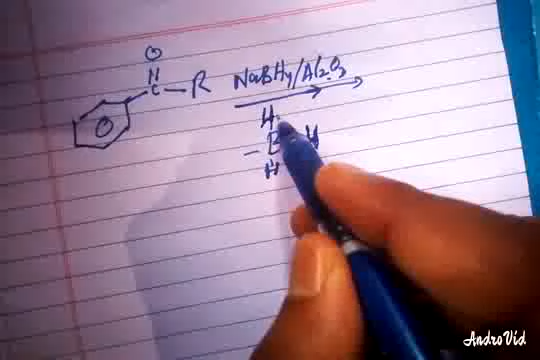 O
||
C – R NaBH4/Al2O3
H
– B H
H
AndroVid